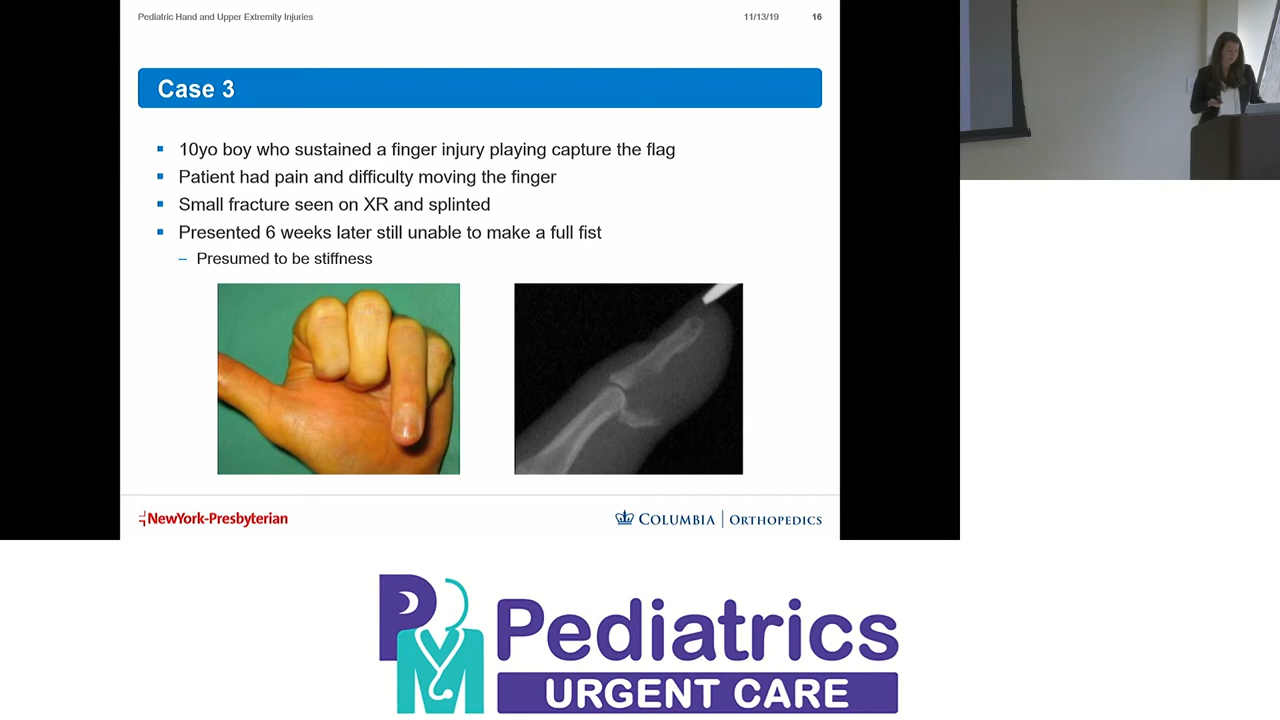 Pediatric Hand and Upper Extremity Injuries 11/13/19 16
Case 3
10yo boy who sustained a finger injury playing capture the flag
Patient had pain and difficulty moving the finger
Small fracture seen on XR and splinted
Presented 6 weeks later still unable to make a full fist
– Presumed to be stiffness
NewYork-Presbyterian COLUMBIA | ORTHOPEDICS
PM Pediatrics
URGENT CARE